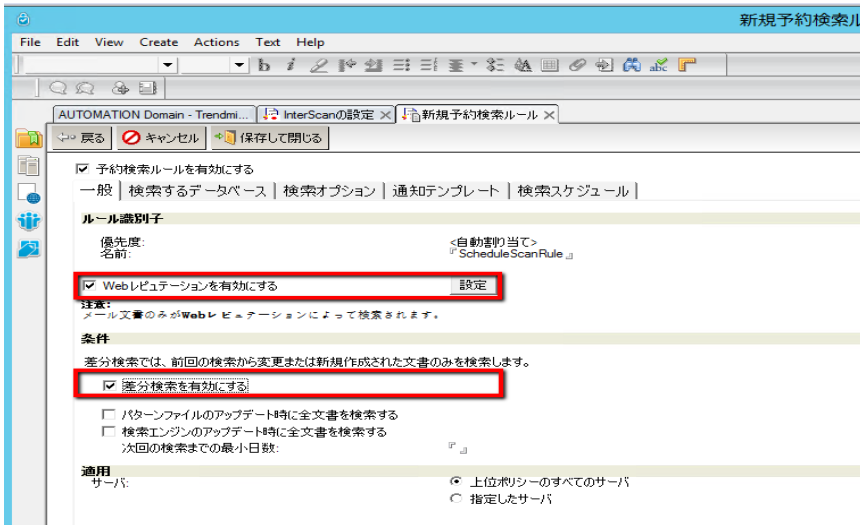 新規予約検索ル
File Edit View Create Actions Text Help
AUTOMATION Domain - Trendmi... InterScanの設定 新規予約検索ルール
戻る キャンセル 保存して閉じる
予約検索ルールを有効にする
一般 検索するデータベース 検索オプション 通知テンプレート 検索スケジュール
ルール識別子
優先度: <自動割り当て>
名前: 『ScheduleScanRule』
Webレピュテーションを有効にする 設定
注意:
メール文書のみがWebレピュテーションによって検索されます。
条件
差分検索では、前回の検索から変更または新規作成された文書のみを検索します。
差分検索を有効にする
パターンファイルのアップデート時に全文書を検索する
検索エンジンのアップデート時に全文書を検索する
次回の検索までの最小日数: 『』
適用
サーバ: 上位ポリシーのすべてのサーバ
指定したサーバ